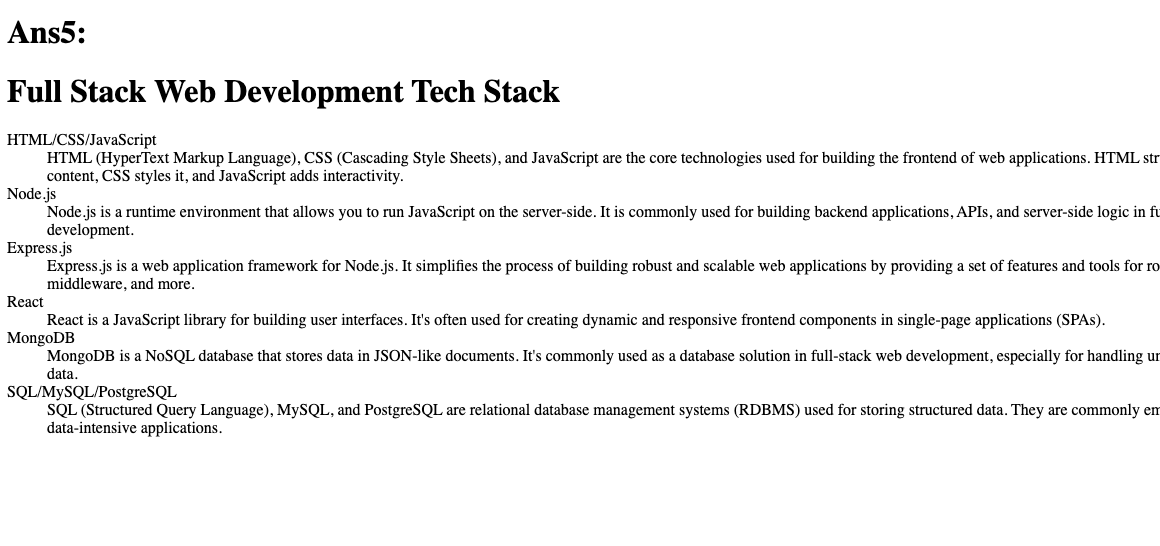 Ans5:
Full Stack Web Development Tech Stack
HTML/CSS/JavaScript
HTML (HyperText Markup Language), CSS (Cascading Style Sheets), and JavaScript are the core technologies used for building the frontend of web applications. HTML str
content, CSS styles it, and JavaScript adds interactivity.
Node.js
Node.js is a runtime environment that allows you to run JavaScript on the server-side. It is commonly used for building backend applications, APIs, and server-side logic in fu
development.
Express.js
Express.js is a web application framework for Node.js. It simplifies the process of building robust and scalable web applications by providing a set of features and tools for ro
middleware, and more.
React
React is a JavaScript library for building user interfaces. It's often used for creating dynamic and responsive frontend components in single-page applications (SPAs).
MongoDB
MongoDB is a NoSQL database that stores data in JSON-like documents. It's commonly used as a database solution in full-stack web development, especially for handling un
data.
SQL/MySQL/PostgreSQL
SQL (Structured Query Language), MySQL, and PostgreSQL are relational database management systems (RDBMS) used for storing structured data. They are commonly em
data-intensive applications.